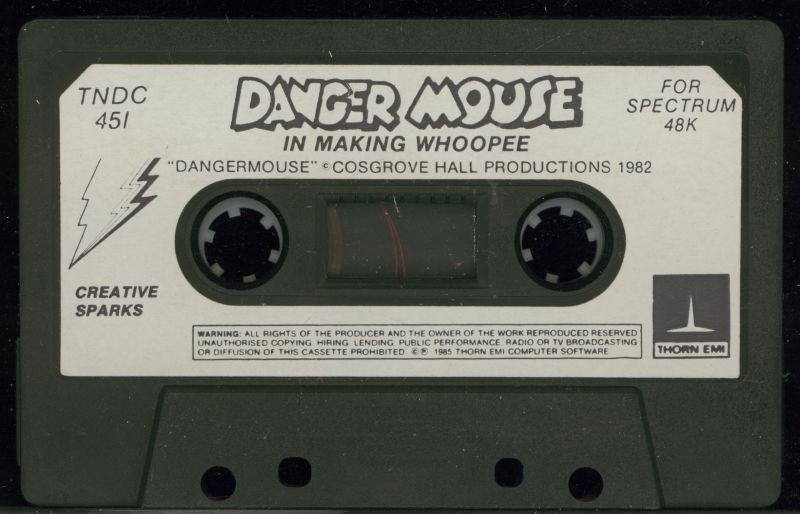 TNDC
451
DANGER MOUSE
IN MAKING WHOOPEE
FOR
SPECTRUM
48K
"DANGERMOUSE" © COSGROVE HALL PRODUCTIONS 1982
CREATIVE
SPARKS
WARNING: ALL RIGHTS OF THE PRODUCER AND THE OWNER OF THE WORK REPRODUCED RESERVED
UNAUTHORISED COPYING, HIRING, LENDING, PUBLIC PERFORMANCE, RADIO OR TV BROADCASTING
OR DIFFUSION OF THIS CASSETTE PROHIBITED © ℗ 1985 THORN EMI COMPUTER SOFTWARE
THORN EMI